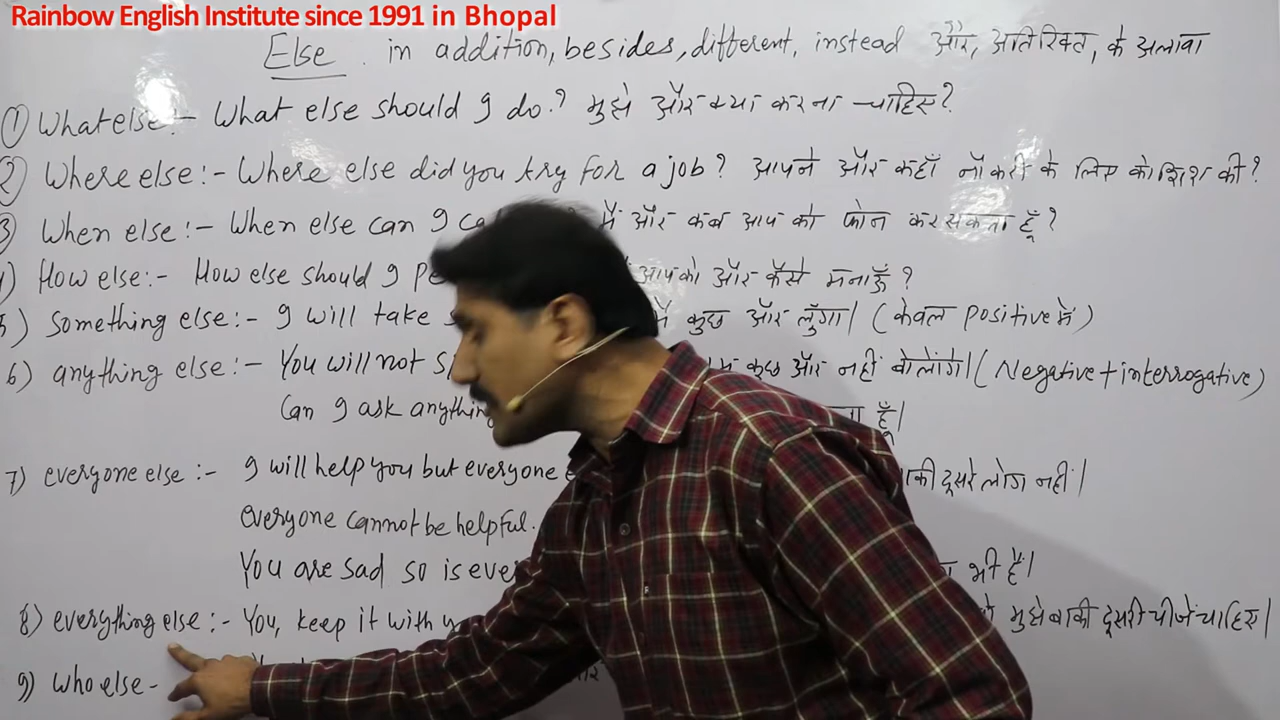 Rainbow English Institute since 1991 in Bhopal
Else. in addition, besides, different, instead और, अतिरिक्त, के अलावा
① What else:- What else should I do.? मुझे और क्या करना चाहिए?
② Where else:- Where else did you try for a job? आपने और कहाँ नौकरी के लिए कोशिश की?
③ When else:- When else can I में और कब आप को फोन कर सकता हूँ?
How else:- How else should I आपको और कैसे मनाऊँ?
5) Something else:- I will take कुछ और लूँगा। (केवल positive में)
6) anything else:- You will not कुछ और नहीं बोलोगे। (Negative + interrogative)
Can I ask anything हूँ।
7) everyone else:- I will help you but everyone बाकी दूसरे लोग नहीं।
everyone cannot be helpful.
You are sad so is भी हैं।
8) everything else:- You, keep it with मुझे बाकी दूसरी चीजे चाहिए।
9) Who else-